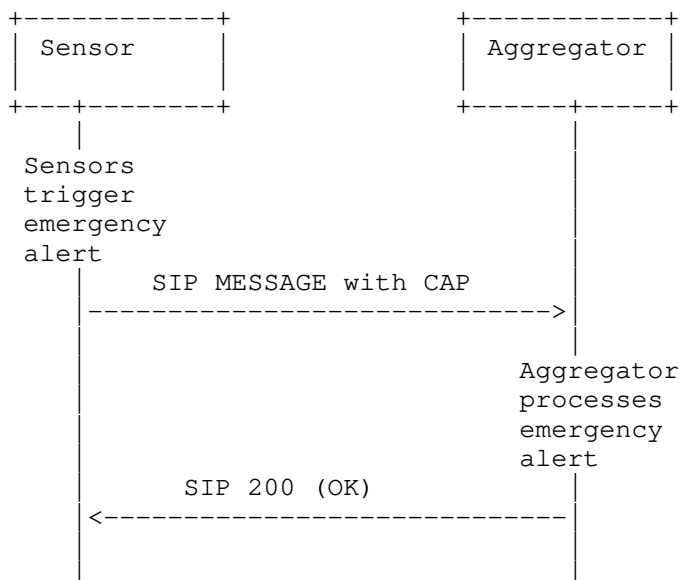 Sensor
Aggregator
Sensors
trigger
emergency
alert
SIP MESSAGE with CAP
Aggregator
processes
emergency
alert
SIP 200 (OK)